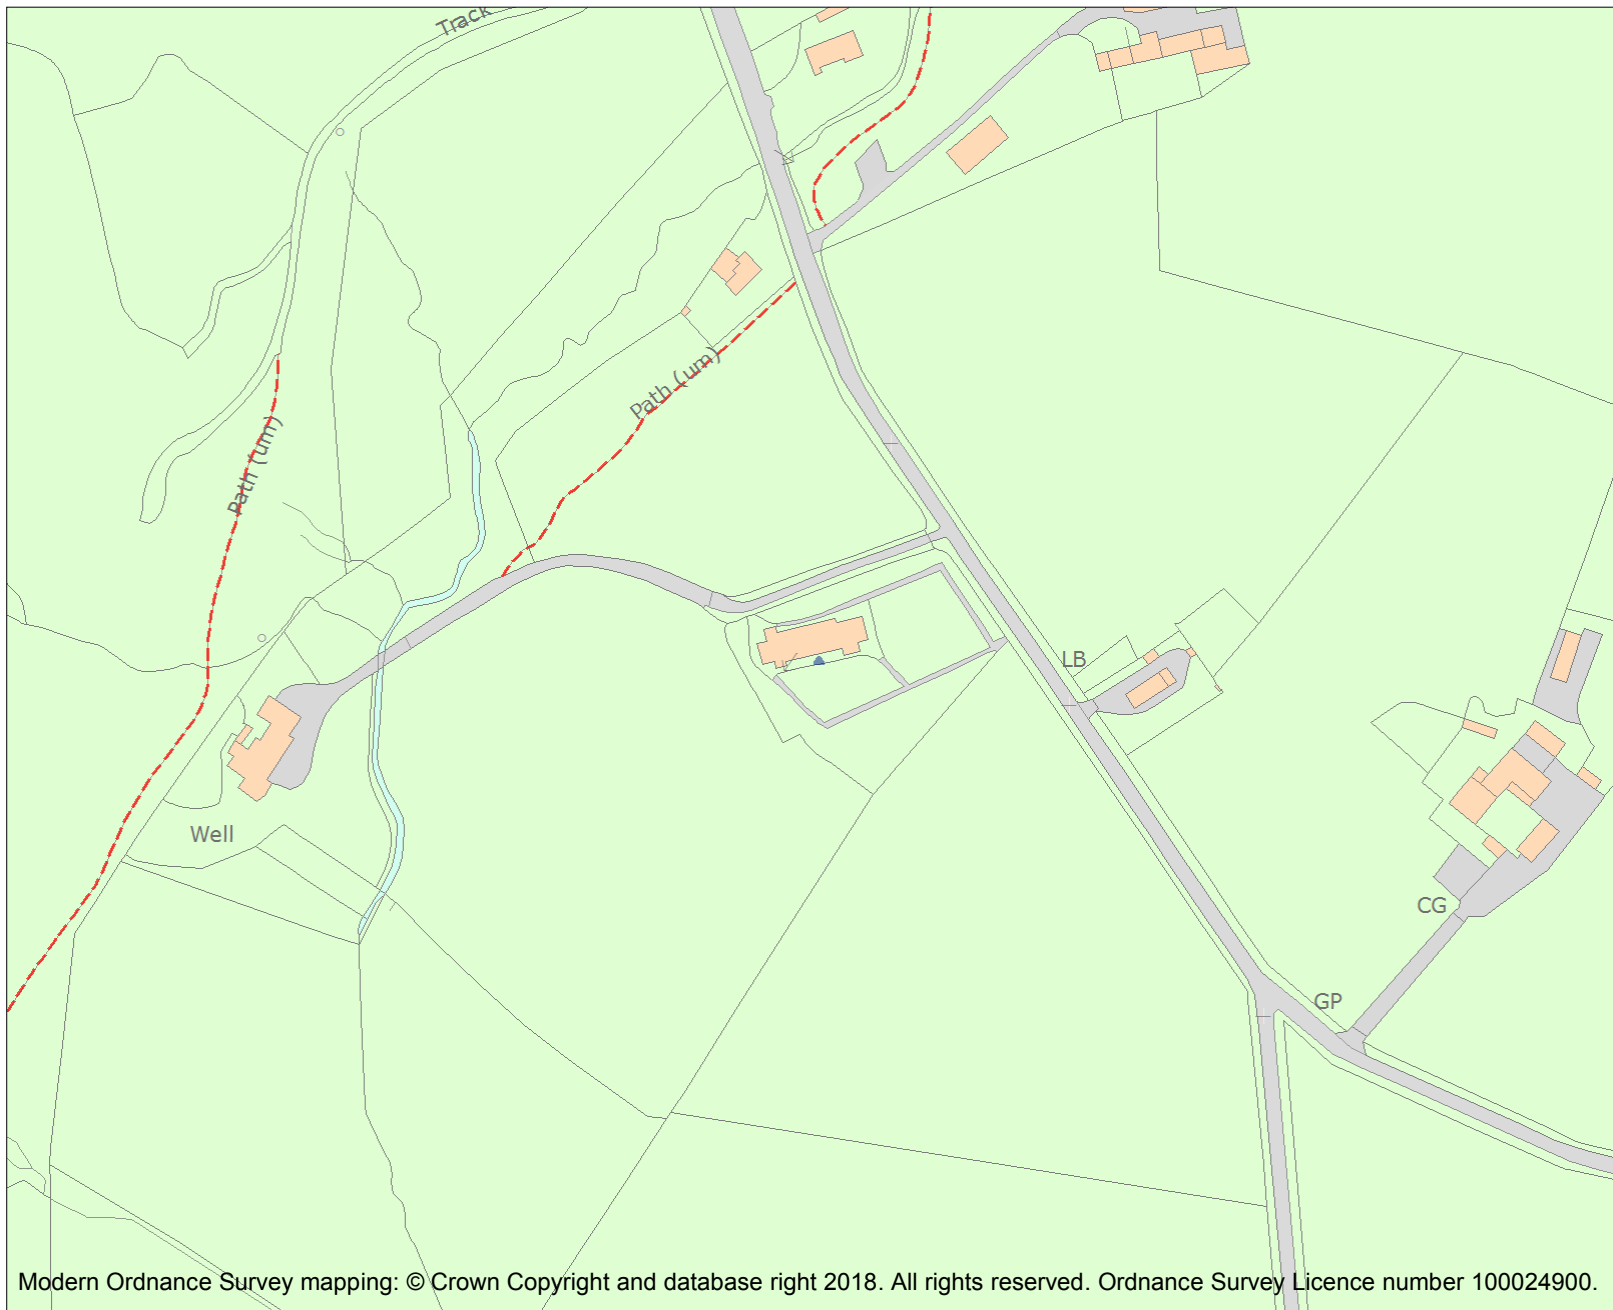 Track
Path (um)
Path (um)
LB
Well
CG
GP
Modern Ordnance Survey mapping: © Crown Copyright and database right 2018. All rights reserved. Ordnance Survey Licence number 100024900.